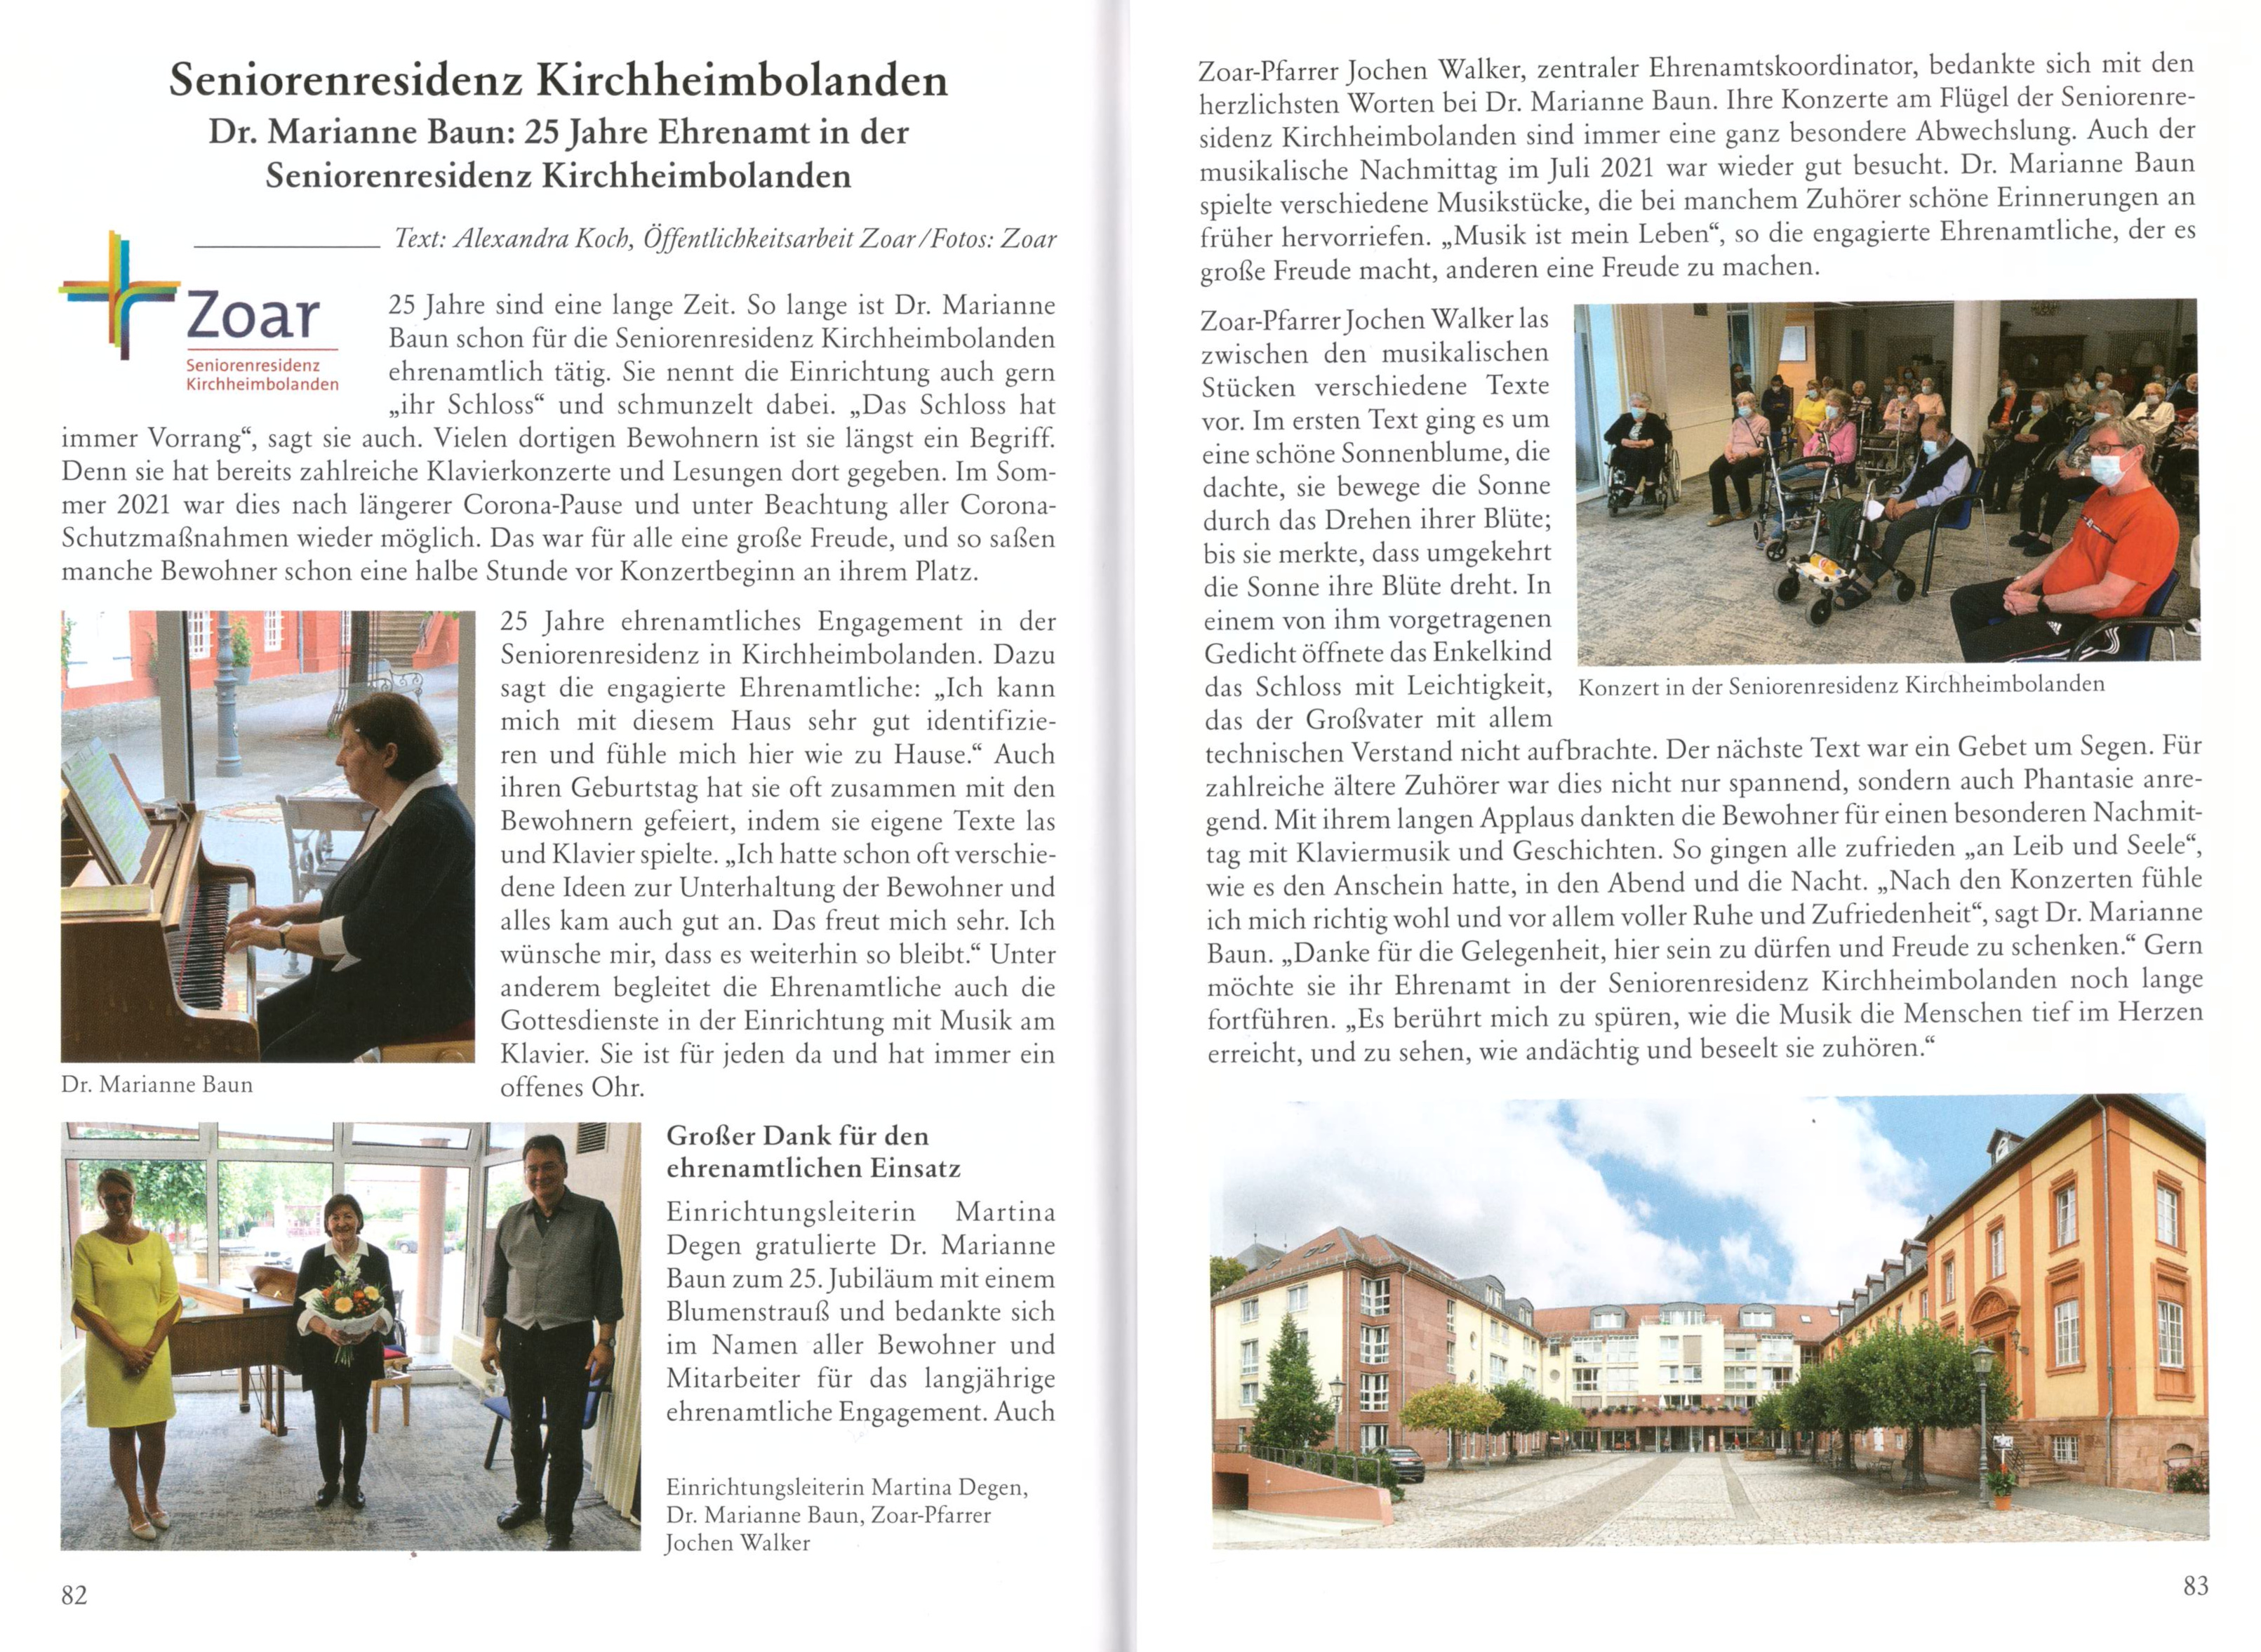 Seniorenresidenz Kirchheimbolanden
Dr. Marianne Baun: 25 Jahre Ehrenamt in der
Seniorenresidenz Kirchheimbolanden
Text: Alexandra Koch, Öffentlichkeitsarbeit Zoar/Fotos: Zoar
Zoar
Seniorenresidenz
Kirchheimbolanden
25 Jahre sind eine lange Zeit. So lange ist Dr. Marianne
Baun schon für die Seniorenresidenz Kirchheimbolanden
ehrenamtlich tätig. Sie nennt die Einrichtung auch gern
„ihr Schloss“ und schmunzelt dabei. „Das Schloss hat
immer Vorrang“, sagt sie auch. Vielen dortigen Bewohnern ist sie längst ein Begriff.
Denn sie hat bereits zahlreiche Klavierkonzerte und Lesungen dort gegeben. Im Som-
mer 2021 war dies nach längerer Corona-Pause und unter Beachtung aller Corona-
Schutzmaßnahmen wieder möglich. Das war für alle eine große Freude, und so saßen
manche Bewohner schon eine halbe Stunde vor Konzertbeginn an ihrem Platz.
25 Jahre ehrenamtliches Engagement in der
Seniorenresidenz in Kirchheimbolanden. Dazu
sagt die engagierte Ehrenamtliche: „Ich kann
mich mit diesem Haus sehr gut identifizie-
ren und fühle mich hier wie zu Hause.“ Auch
ihren Geburtstag hat sie oft zusammen mit den
Bewohnern gefeiert, indem sie eigene Texte las
und Klavier spielte. „Ich hatte schon oft verschie-
dene Ideen zur Unterhaltung der Bewohner und
alles kam auch gut an. Das freut mich sehr. Ich
wünsche mir, dass es weiterhin so bleibt.“ Unter
anderem begleitet die Ehrenamtliche auch die
Gottesdienste in der Einrichtung mit Musik am
Klavier. Sie ist für jeden da und hat immer ein
offenes Ohr.
Dr. Marianne Baun
Großer Dank für den
ehrenamtlichen Einsatz
Einrichtungsleiterin Martina
Degen gratulierte Dr. Marianne
Baun zum 25. Jubiläum mit einem
Blumenstrauß und bedankte sich
im Namen aller Bewohner und
Mitarbeiter für das langjährige
ehrenamtliche Engagement. Auch
Einrichtungsleiterin Martina Degen,
Dr. Marianne Baun, Zoar-Pfarrer
Jochen Walker
82
Zoar-Pfarrer Jochen Walker, zentraler Ehrenamtskoordinator, bedankte sich mit den
herzlichsten Worten bei Dr. Marianne Baun. Ihre Konzerte am Flügel der Seniorenre-
sidenz Kirchheimbolanden sind immer eine ganz besondere Abwechslung. Auch der
musikalische Nachmittag im Juli 2021 war wieder gut besucht. Dr. Marianne Baun
spielte verschiedene Musikstücke, die bei manchem Zuhörer schöne Erinnerungen an
früher hervorriefen. „Musik ist mein Leben“, so die engagierte Ehrenamtliche, der es
große Freude macht, anderen eine Freude zu machen.
Zoar-Pfarrer Jochen Walker las
zwischen den musikalischen
Stücken verschiedene Texte
vor. Im ersten Text ging es um
eine schöne Sonnenblume, die
dachte, sie bewege die Sonne
durch das Drehen ihrer Blüte;
bis sie merkte, dass umgekehrt
die Sonne ihre Blüte dreht. In
einem von ihm vorgetragenen
Gedicht öffnete das Enkelkind
das Schloss mit Leichtigkeit,
das der Großvater mit allem
technischen Verstand nicht aufbrachte. Der nächste Text war ein Gebet um Segen. Für
zahlreiche ältere Zuhörer war dies nicht nur spannend, sondern auch Phantasie anre-
gend. Mit ihrem langen Applaus dankten die Bewohner für einen besonderen Nachmit-
tag mit Klaviermusik und Geschichten. So gingen alle zufrieden „an Leib und Seele“,
wie es den Anschein hatte, in den Abend und die Nacht. „Nach den Konzerten fühle
ich mich richtig wohl und vor allem voller Ruhe und Zufriedenheit“, sagt Dr. Marianne
Baun. „Danke für die Gelegenheit, hier sein zu dürfen und Freude zu schenken.“ Gern
möchte sie ihr Ehrenamt in der Seniorenresidenz Kirchheimbolanden noch lange
fortführen. „Es berührt mich zu spüren, wie die Musik die Menschen tief im Herzen
erreicht, und zu sehen, wie andächtig und beseelt sie zuhören.“
Konzert in der Seniorenresidenz Kirchheimbolanden
83